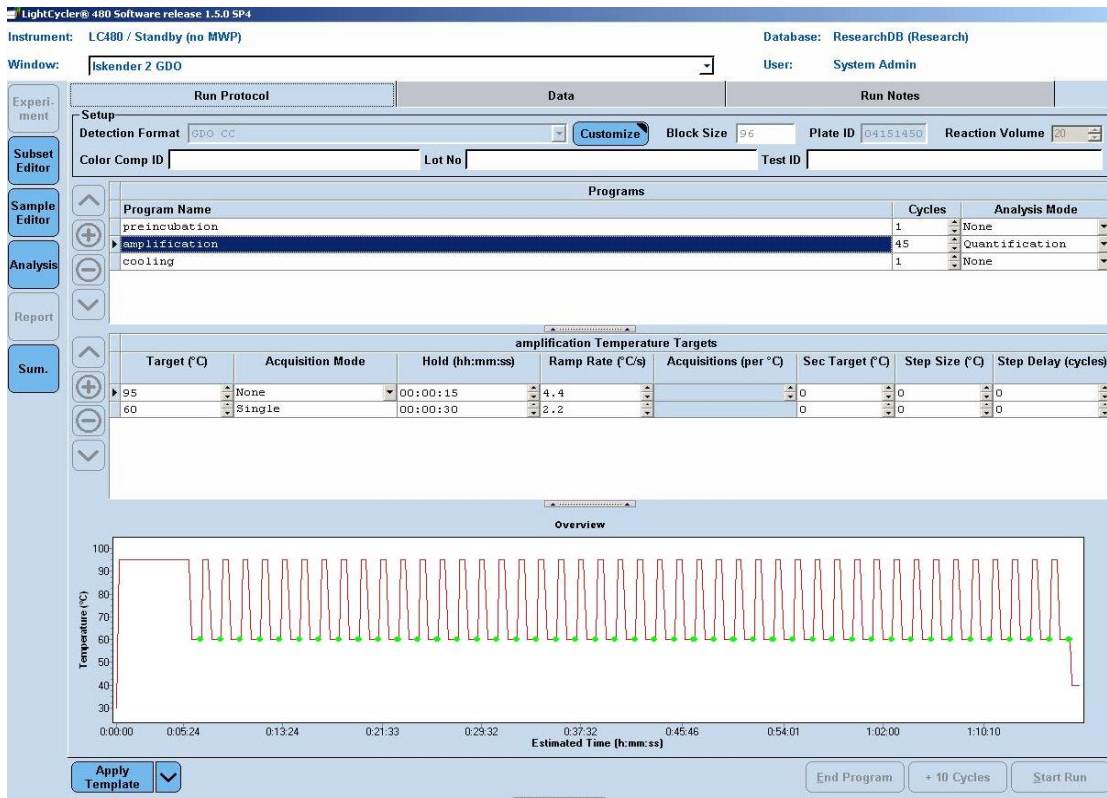 LightCycler® 480 Software release 1.5.0 SP4
Instrument: LC480 / Standby (no MWP) Database: ResearchDB (Research)
Window: Iskender 2 GDO User: System Admin
Experi-
ment
Subset
Editor
Sample
Editor
Analysis
Report
Sum.
Run Protocol Data Run Notes
Setup
Detection Format GDO CC Customize Block Size 96 Plate ID 04151450 Reaction Volume 20
Color Comp ID Lot No Test ID
Programs
Program Name Cycles Analysis Mode
preincubation 1 None
amplification 45 Quantification
cooling 1 None
amplification Temperature Targets
Target (°C) Acquisition Mode Hold (hh:mm:ss) Ramp Rate (°C/s) Acquisitions (per °C) Sec Target (°C) Step Size (°C) Step Delay (cycles)
95 None 00:00:15 4.4 0 0 0
60 Single 00:00:30 2.2 0 0 0
Overview
Temperature (°C)
100
90
80
70
60
50
40
30
0:00:00 0:05:24 0:13:24 0:21:33 0:29:32 0:37:32 0:45:46 0:54:01 1:02:00 1:10:10
Estimated Time (h:mm:ss)
Apply
Template
End Program + 10 Cycles Start Run